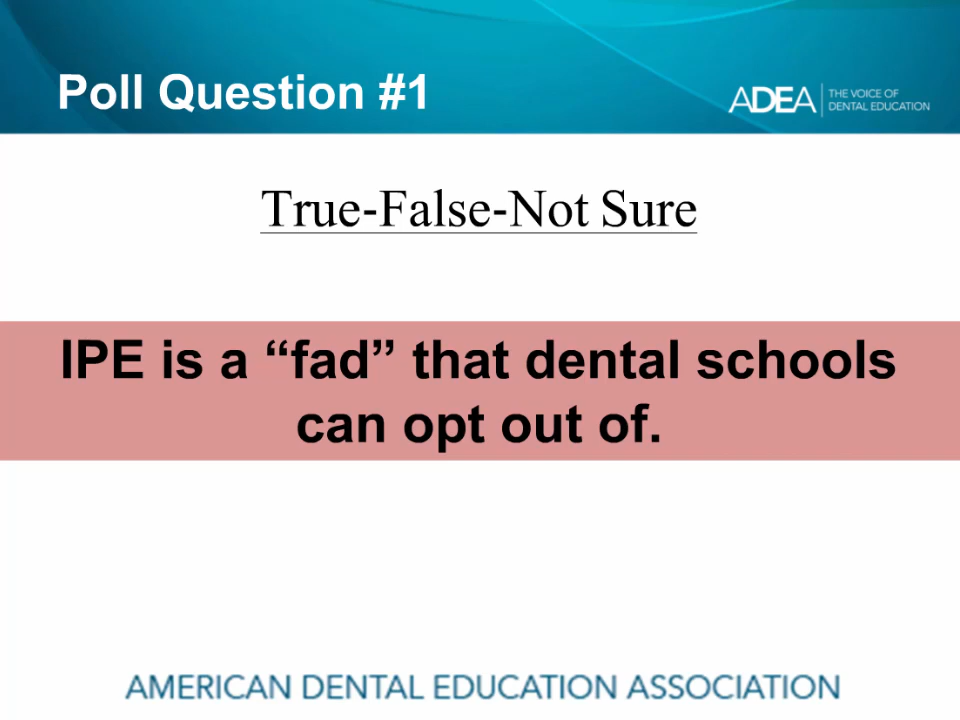 Poll Question #1
ADEA
THE VOICE OF
DENTAL EDUCATION
True-False-Not Sure
IPE is a “fad” that dental schools
can opt out of.
AMERICAN DENTAL EDUCATION ASSOCIATION